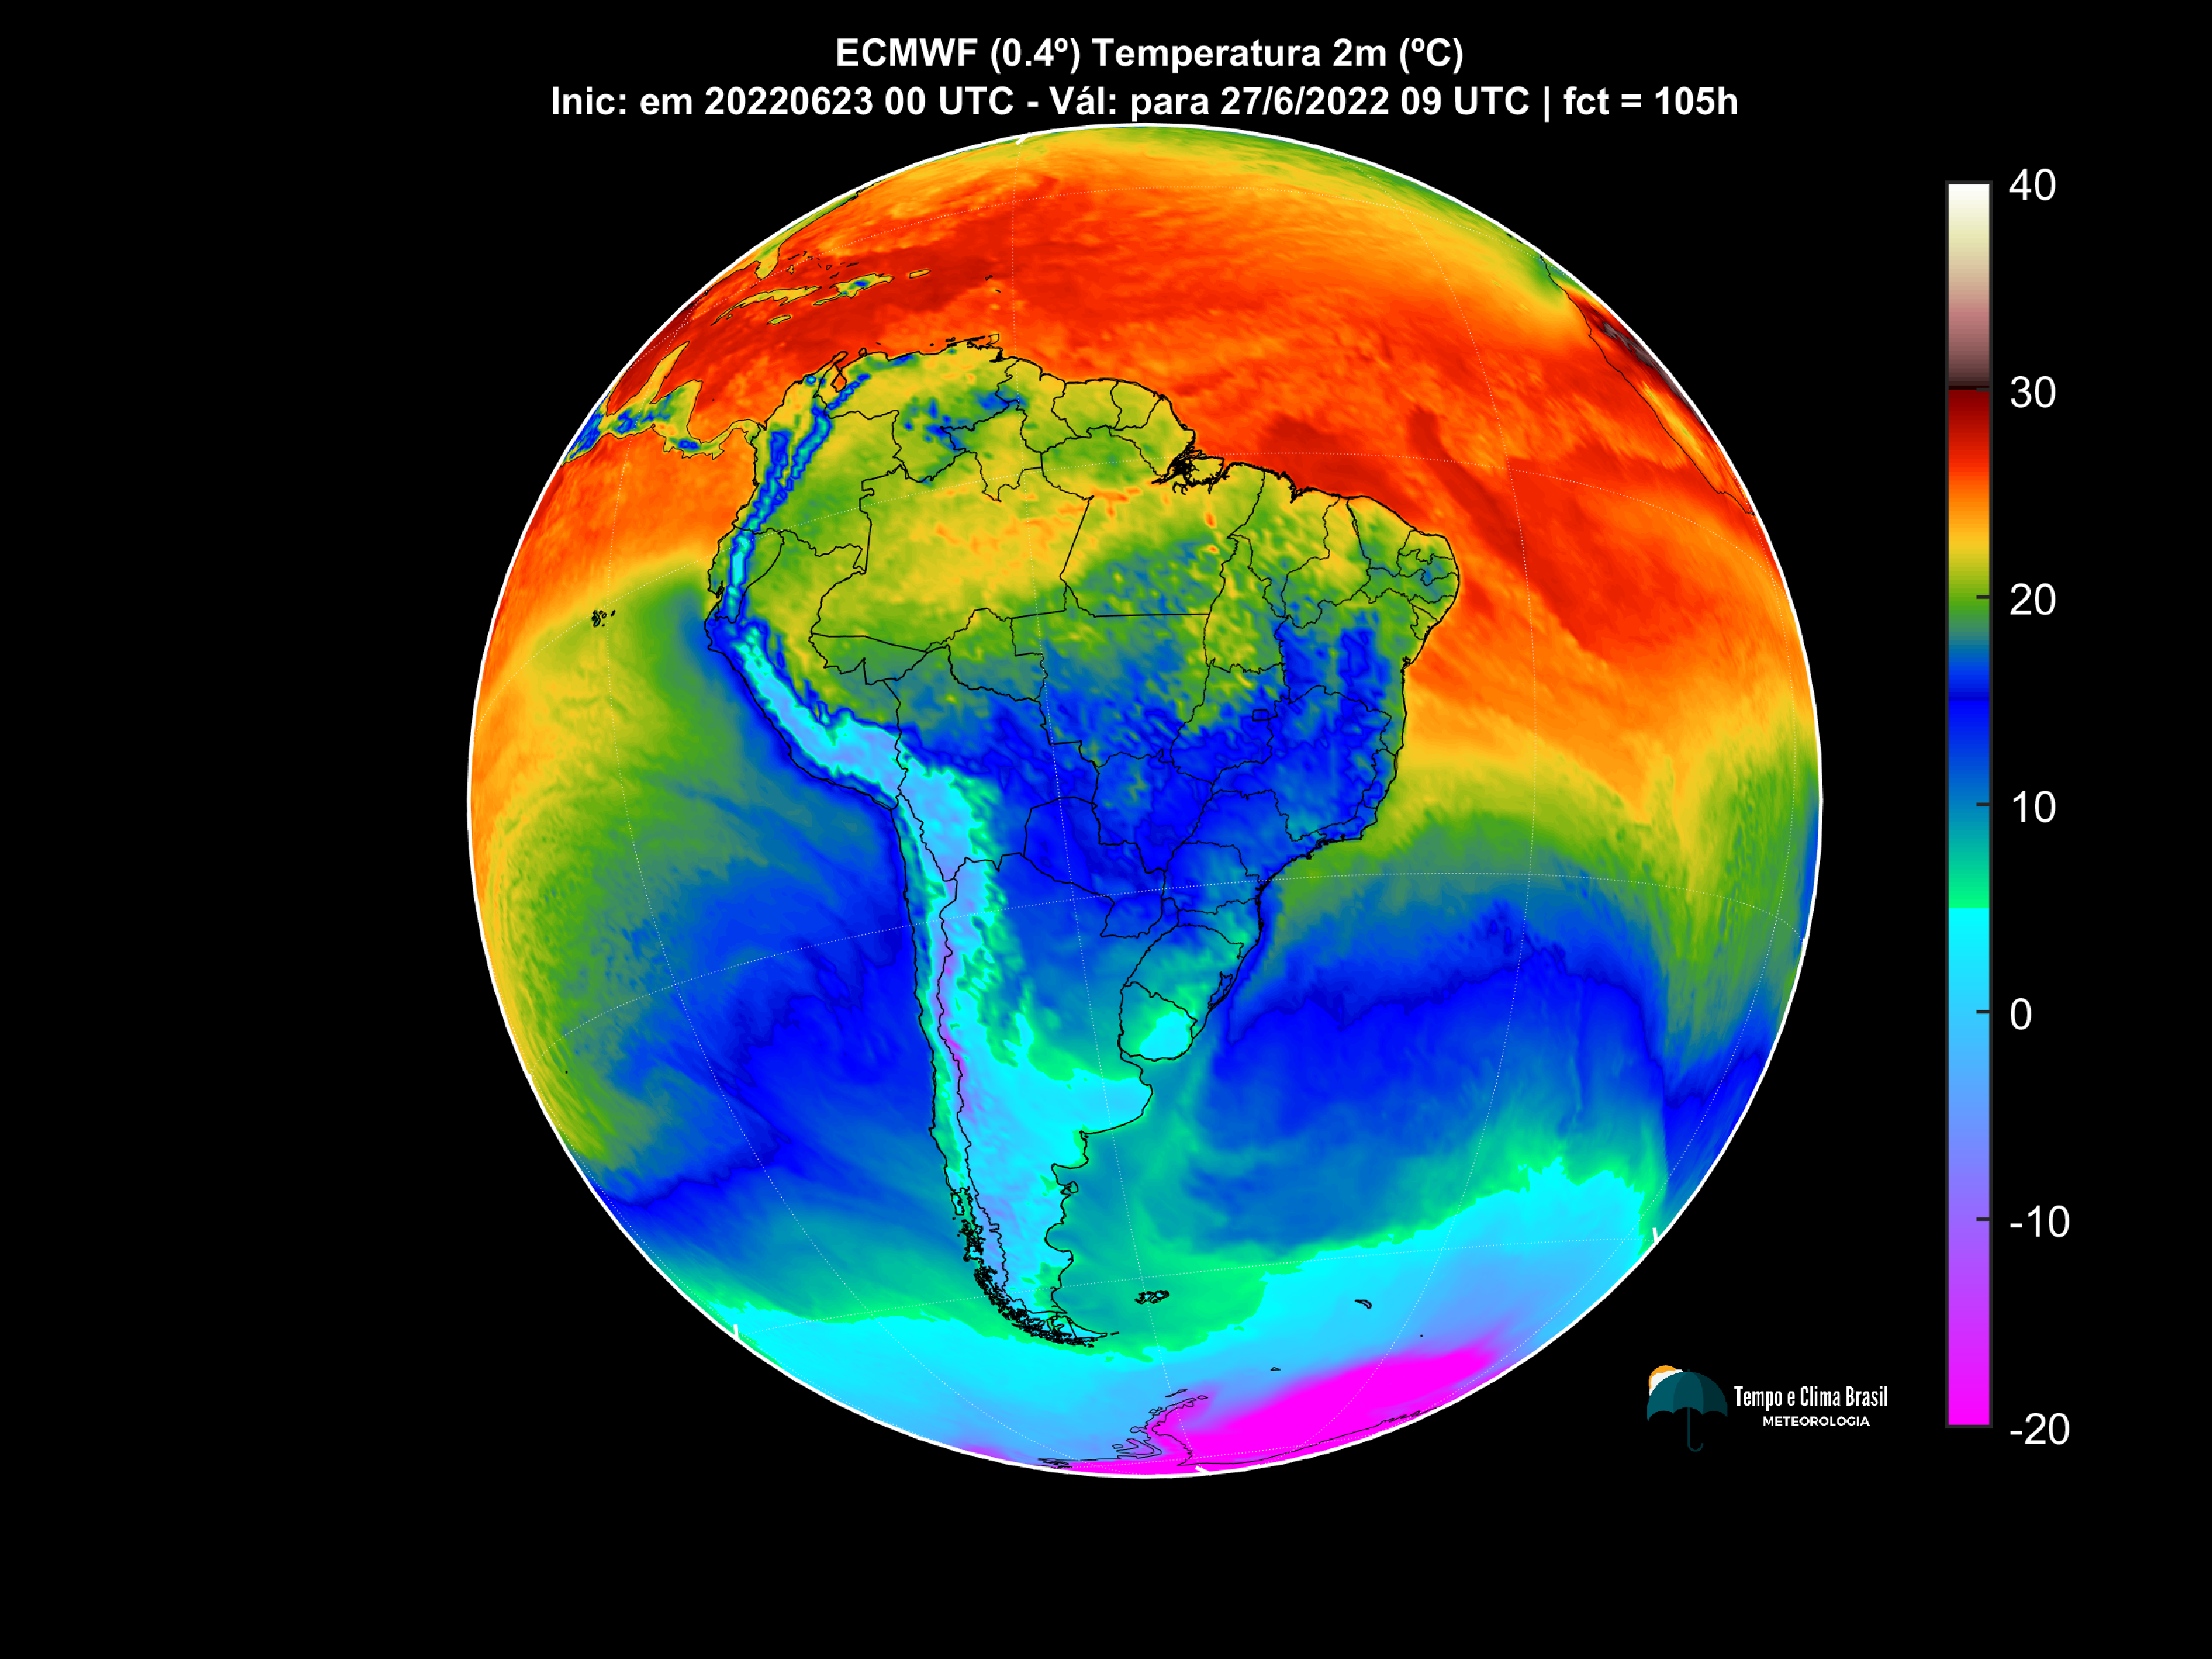 ECMWF (0.4º) Temperatura 2m (ºC)
Inic: em 20220623 00 UTC - Vál: para 27/6/2022 09 UTC | fct = 105h
40
30
20
10
0
-10
-20
Tempo e Clima Brasil
METEOROLOGIA